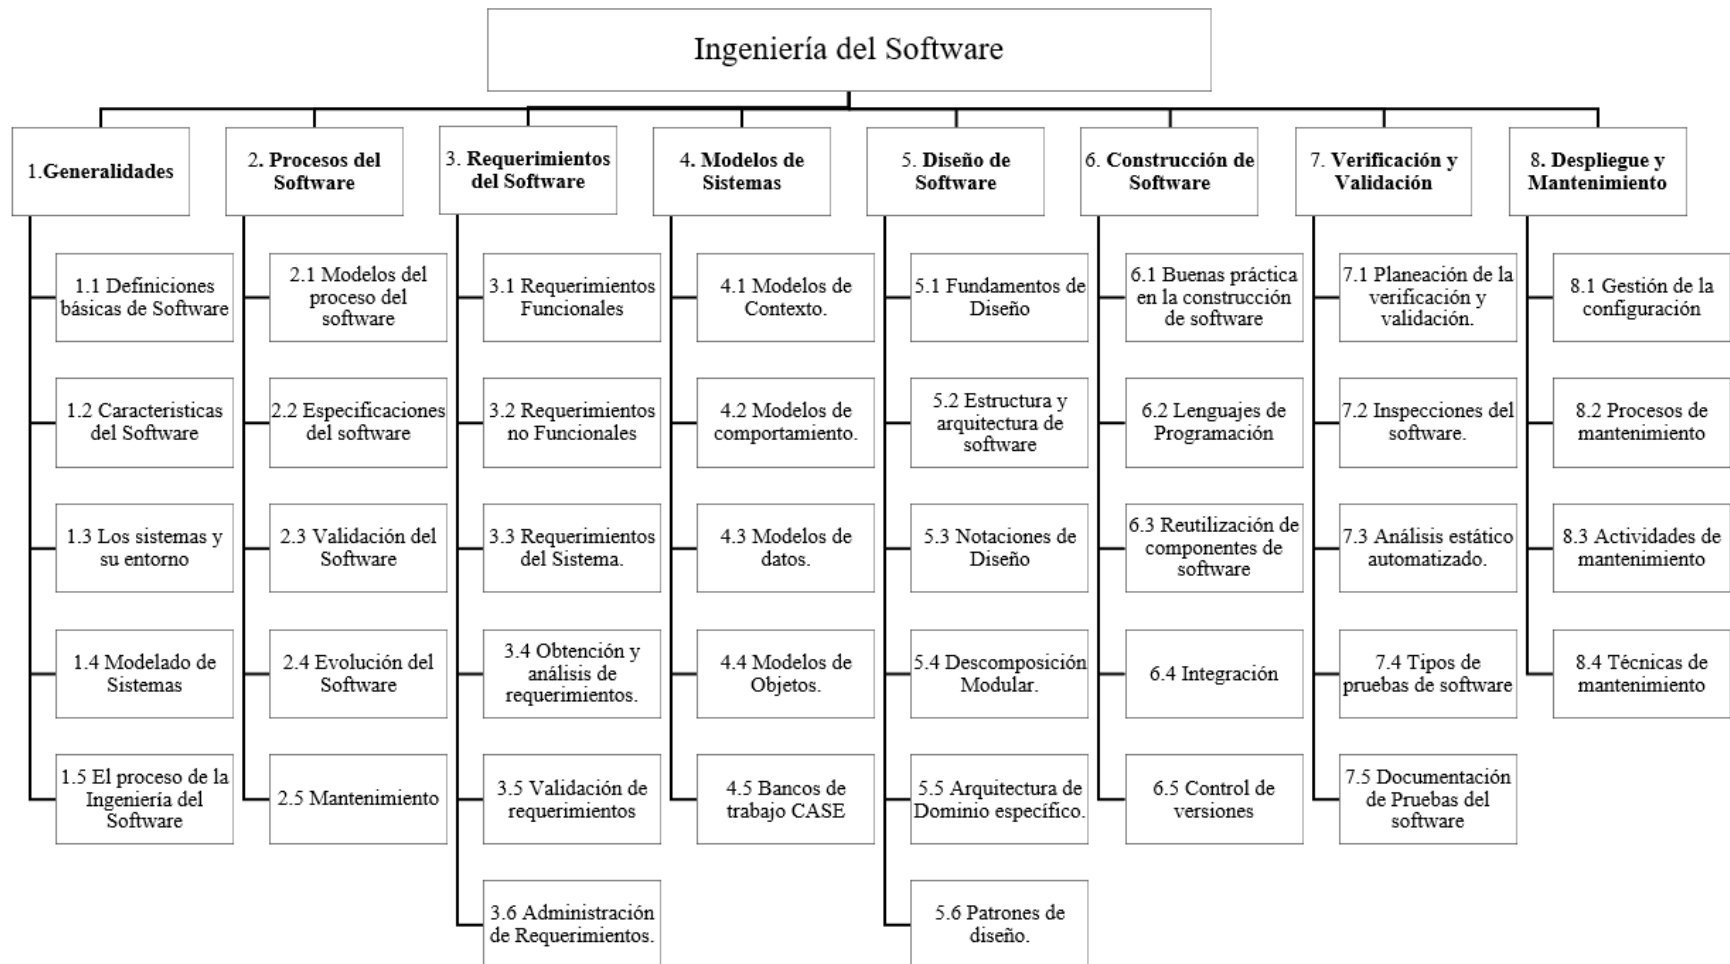 Ingeniería del Software
1.Generalidades
1.1 Definiciones
básicas de Software
1.2 Caracteristicas
del Software
1.3 Los sistemas y
su entorno
1.4 Modelado de
Sistemas
1.5 El proceso de la
Ingeniería del
Software
2. Procesos del
Software
2.1 Modelos del
proceso del
software
2.2 Especificaciones
del software
2.3 Validación del
Software
2.4 Evolución del
Software
2.5 Mantenimiento
3. Requerimientos
del Software
3.1 Requerimientos
Funcionales
3.2 Requerimientos
no Funcionales
3.3 Requerimientos
del Sistema.
3.4 Obtención y
análisis de
requerimientos.
3.5 Validación de
requerimientos
3.6 Administración
de Requerimientos.
4. Modelos de
Sistemas
4.1 Modelos de
Contexto.
4.2 Modelos de
comportamiento.
4.3 Modelos de
datos.
4.4 Modelos de
Objetos.
4.5 Bancos de
trabajo CASE
5. Diseño de
Software
5.1 Fundamentos de
Diseño
5.2 Estructura y
arquitectura de
software
5.3 Notaciones de
Diseño
5.4 Descomposición
Modular.
5.5 Arquitectura de
Dominio específico.
5.6 Patrones de
diseño.
6. Construcción de
Software
6.1 Buenas práctica
en la construcción
de software
6.2 Lenguajes de
Programación
6.3 Reutilización de
componentes de
software
6.4 Integración
6.5 Control de
versiones
7. Verificación y
Validación
7.1 Planeación de la
verificación y
validación.
7.2 Inspecciones del
software.
7.3 Análisis estático
automatizado.
7.4 Tipos de
pruebas de software
7.5 Documentación
de Pruebas del
software
8. Despliegue y
Mantenimiento
8.1 Gestión de la
configuración
8.2 Procesos de
mantenimiento
8.3 Actividades de
mantenimiento
8.4 Técnicas de
mantenimiento